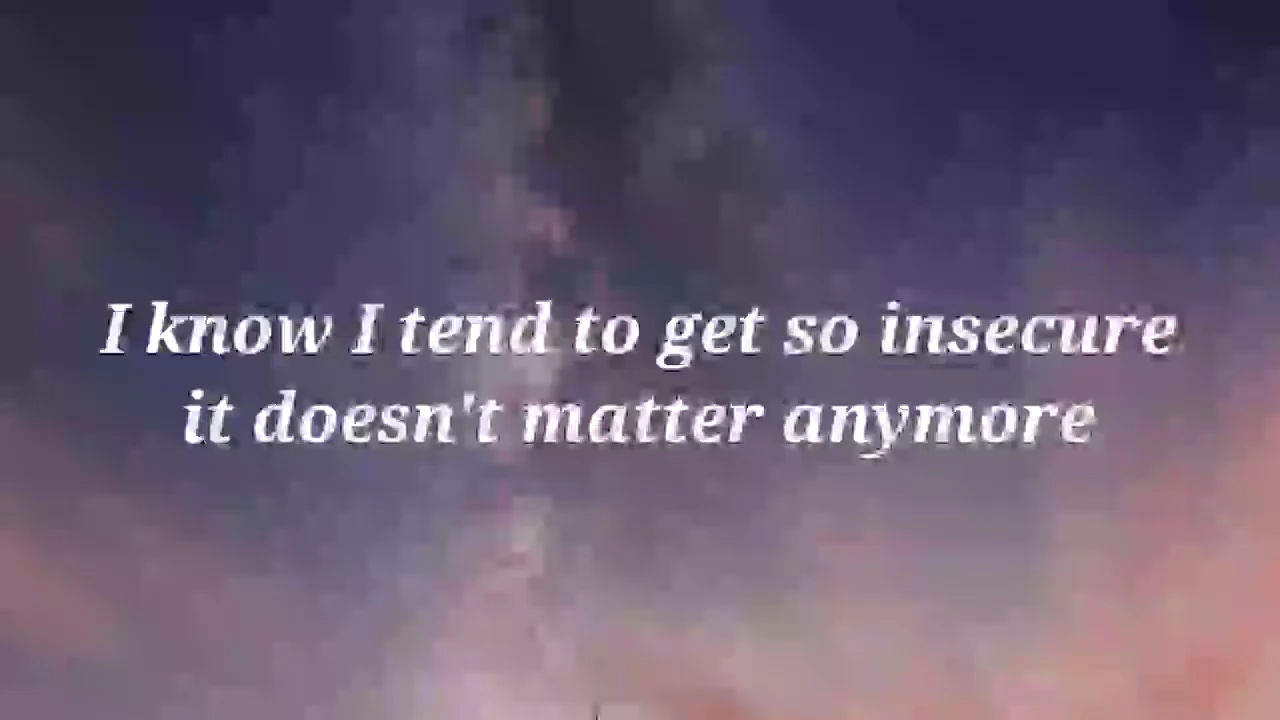 I know I tend to get so insecure
it doesn't matter anymore